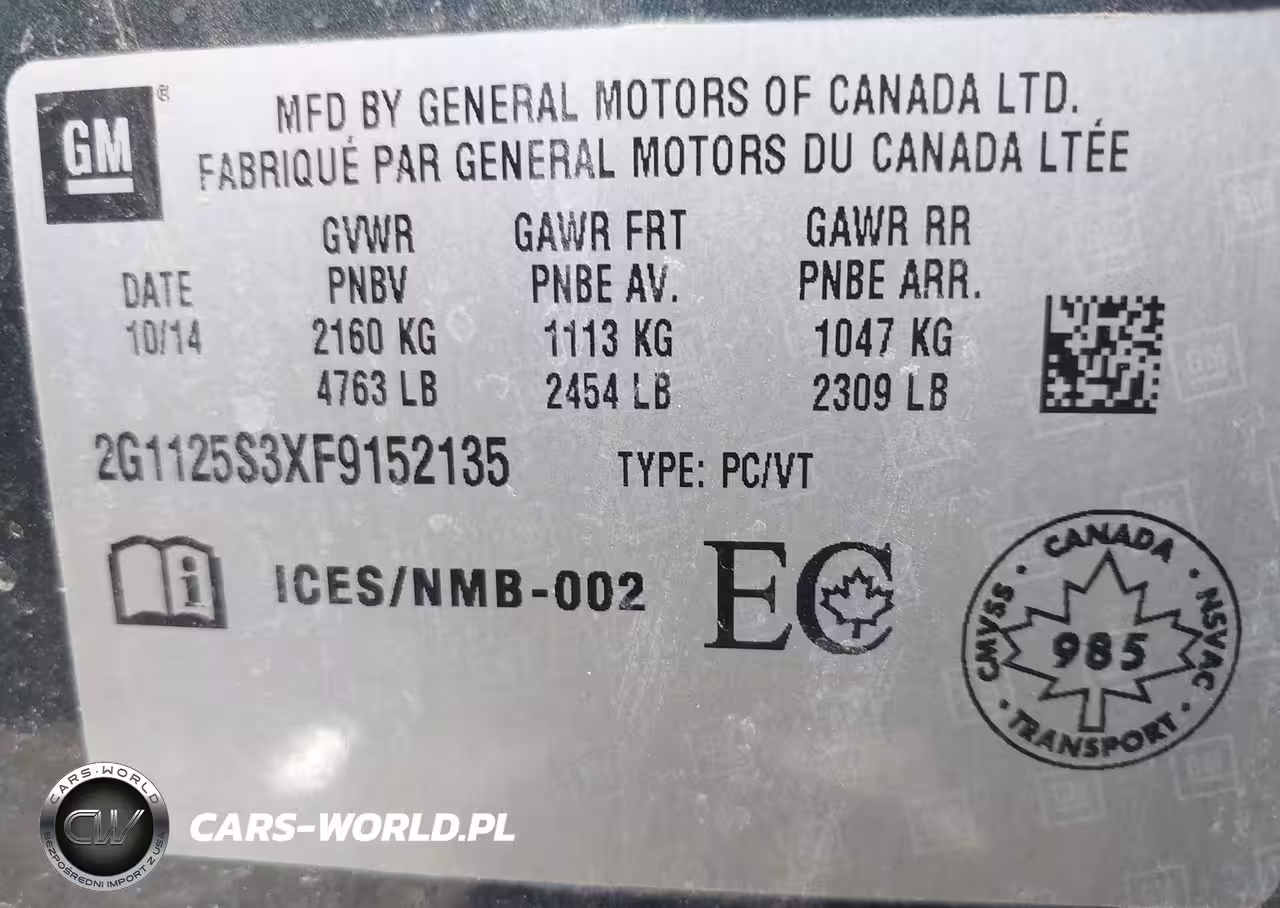 GM®
MFD BY GENERAL MOTORS OF CANADA LTD.
FABRIQUÉ PAR GENERAL MOTORS DU CANADA LTÉE
GVWR GAWR FRT GAWR RR
DATE PNBV PNBE AV. PNBE ARR.
10/14 2160 KG 1113 KG 1047 KG
4763 LB 2454 LB 2309 LB
2G1125S3XF9152135 TYPE: PC/VT
i ICES/NMB-002 EC
CANADA
CMVSS · NSVAC
985
TRANSPORT
CARS-WORLD
CW
BEZPOŚREDNI IMPORT Z USA
CARS-WORLD.PL